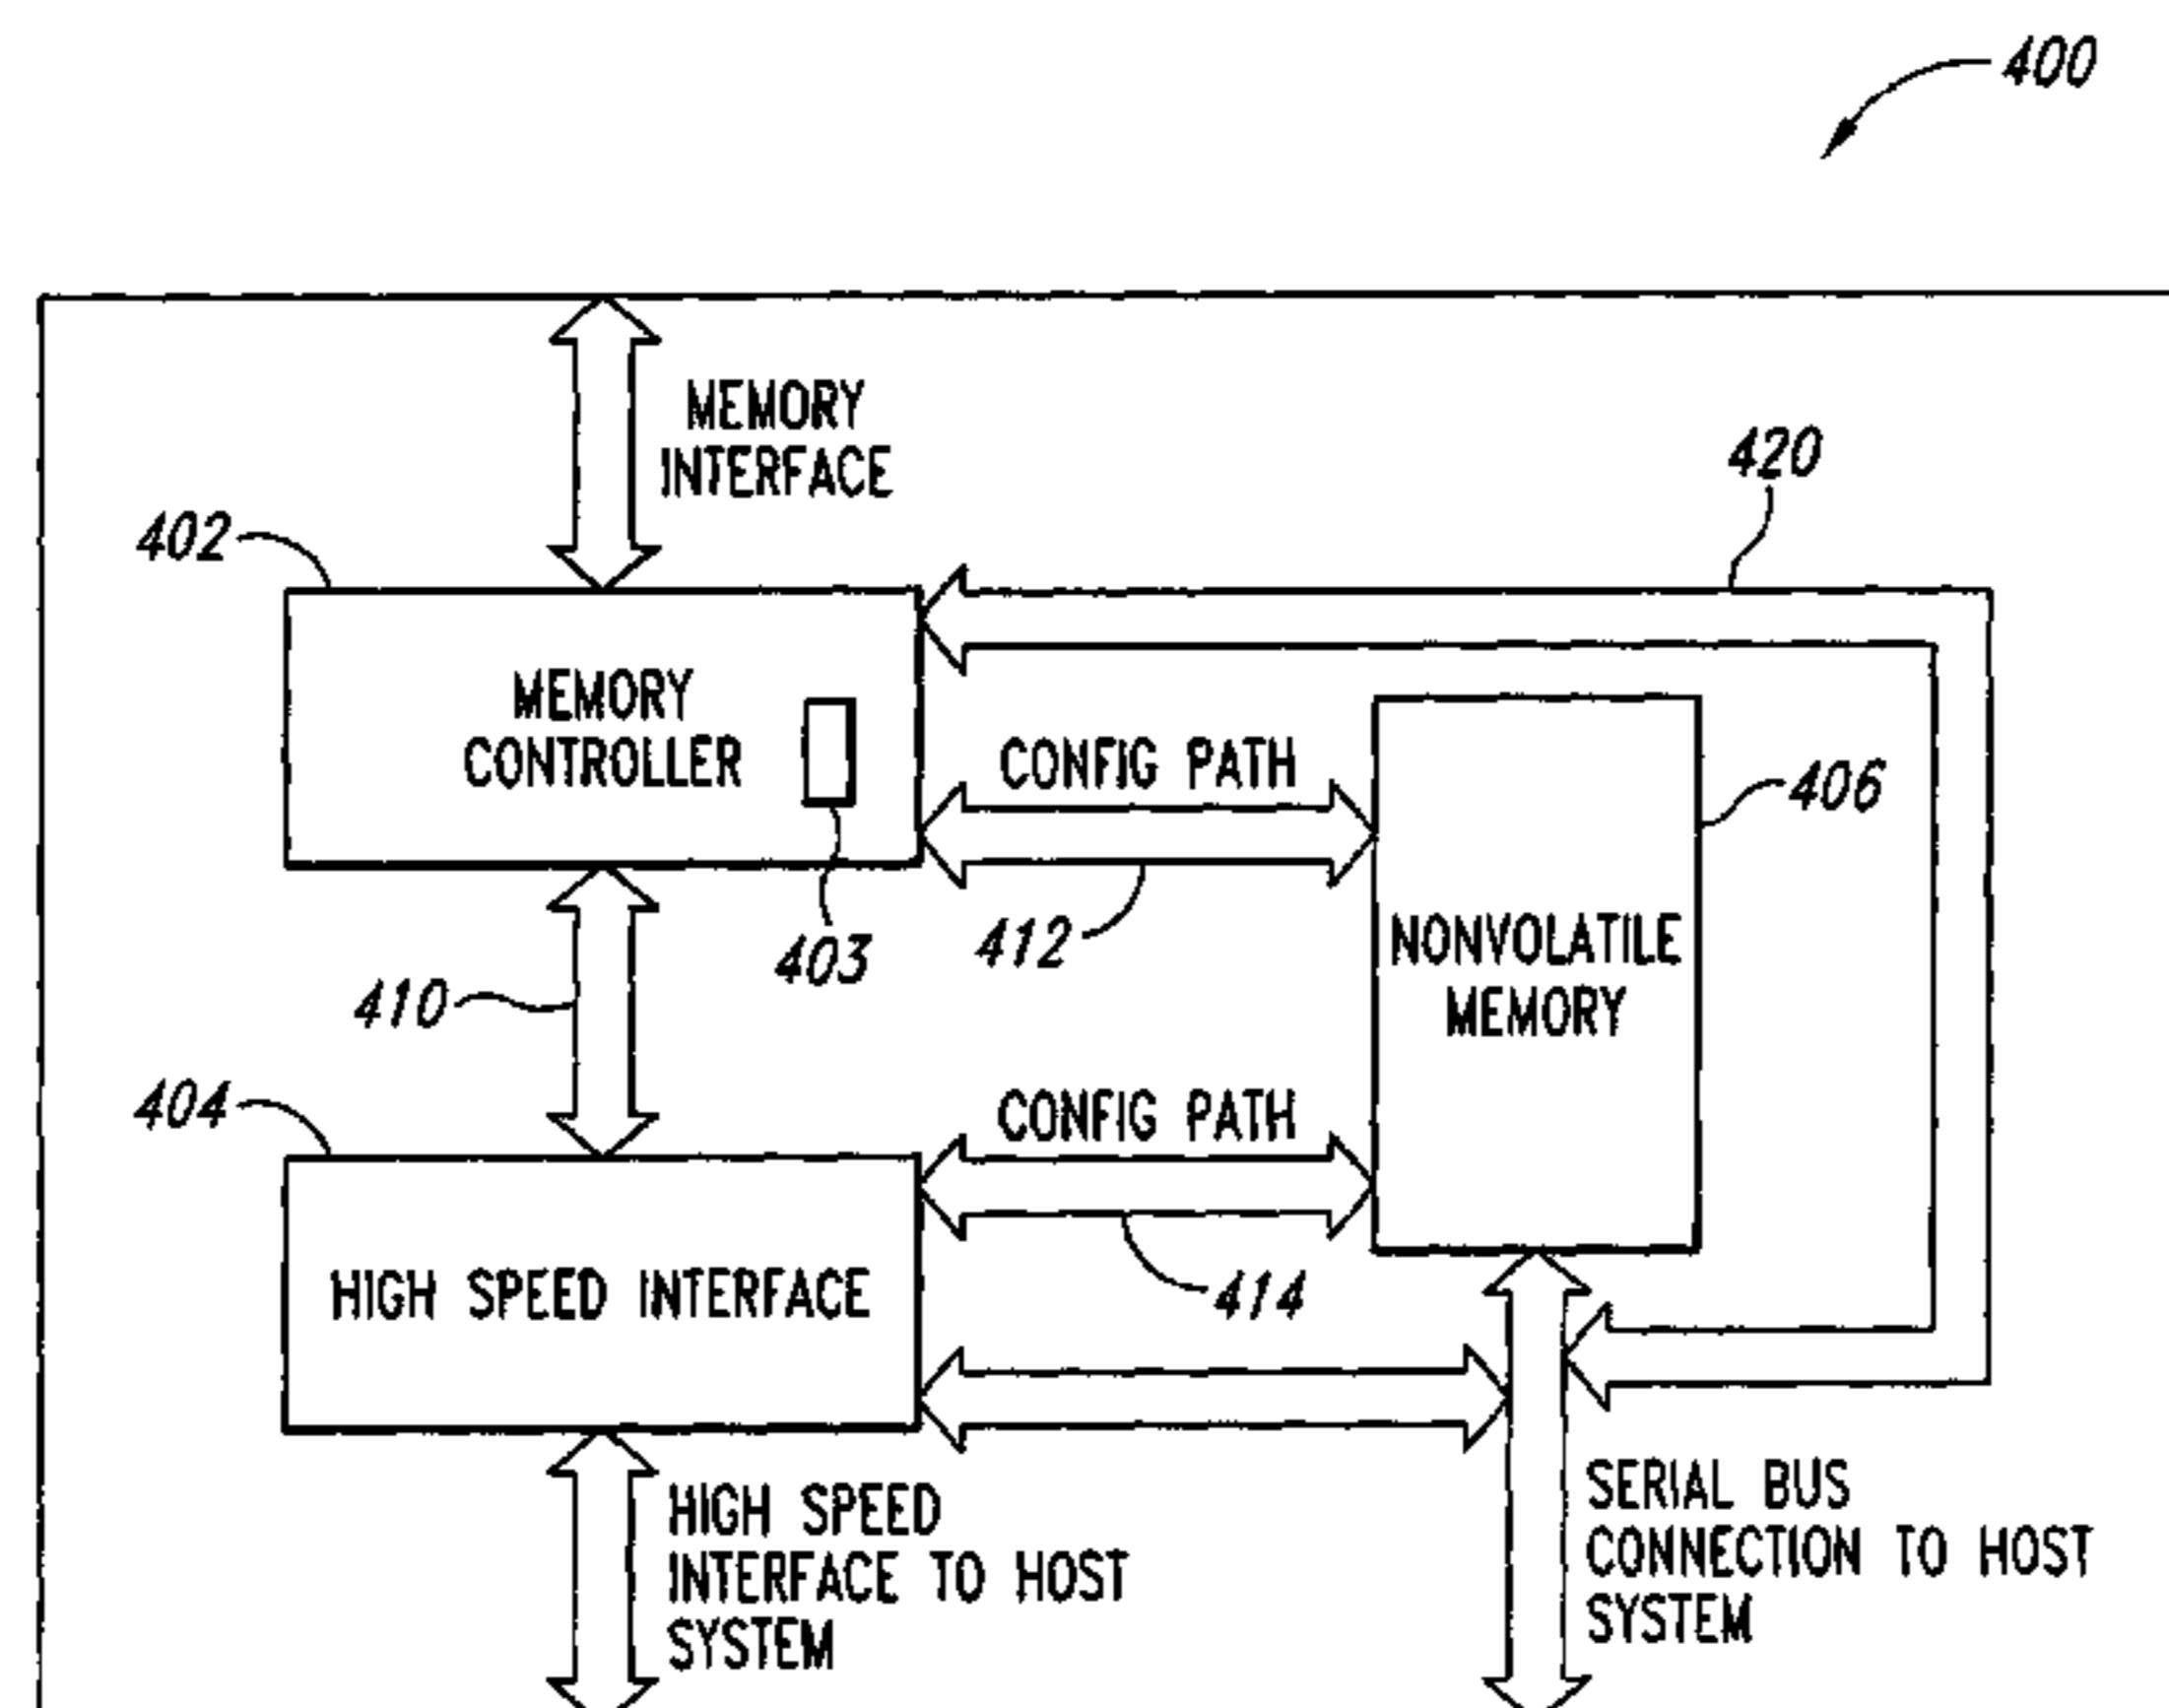 400
MEMORY
INTERFACE
420
402
MEMORY
CONTROLLER
CONFIG PATH
406
403
412
NONVOLATILE
MEMORY
410
404
CONFIG PATH
HIGH SPEED INTERFACE
414
SERIAL BUS
CONNECTION TO HOST
SYSTEM
HIGH SPEED
INTERFACE TO HOST
SYSTEM